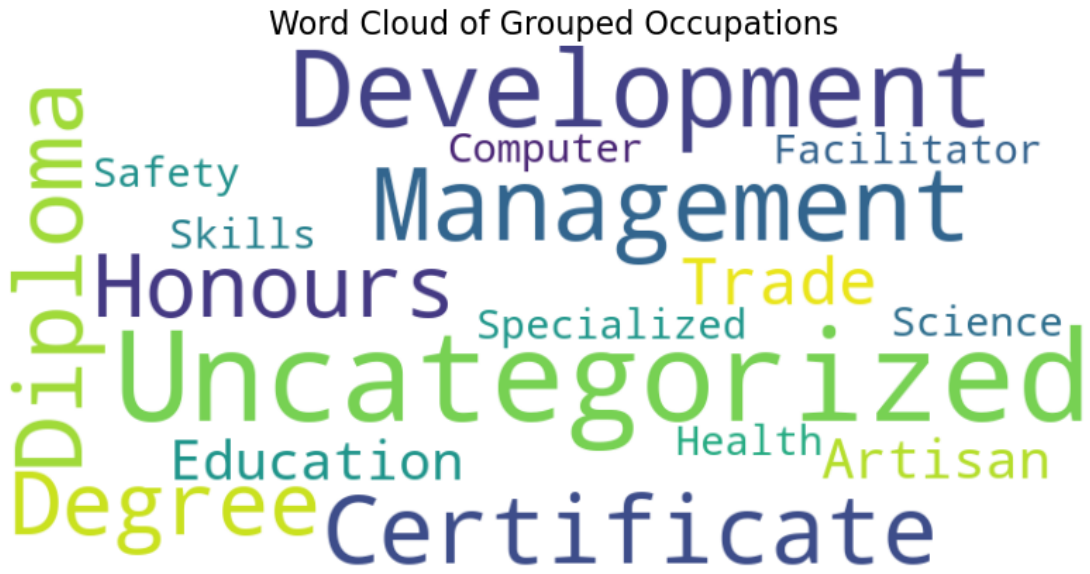 Word Cloud of Grouped Occupations
Development
Diploma
Computer
Facilitator
Safety
Management
Skills
Honours
Trade
Specialized
Science
Uncategorized
Education
Health
Artisan
Degree
Certificate